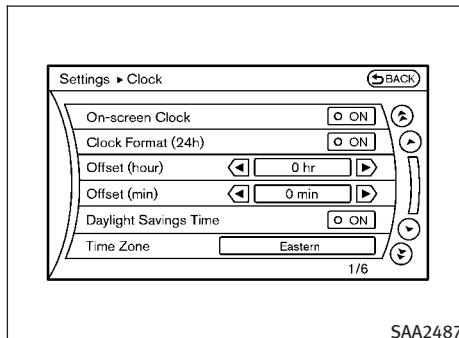 Settings ▸ Clock BACK
On-screen Clock ON
Clock Format (24h) ON
Offset (hour) 0 hr
Offset (min) 0 min
Daylight Savings Time ON
Time Zone Eastern
1/6
SAA2487